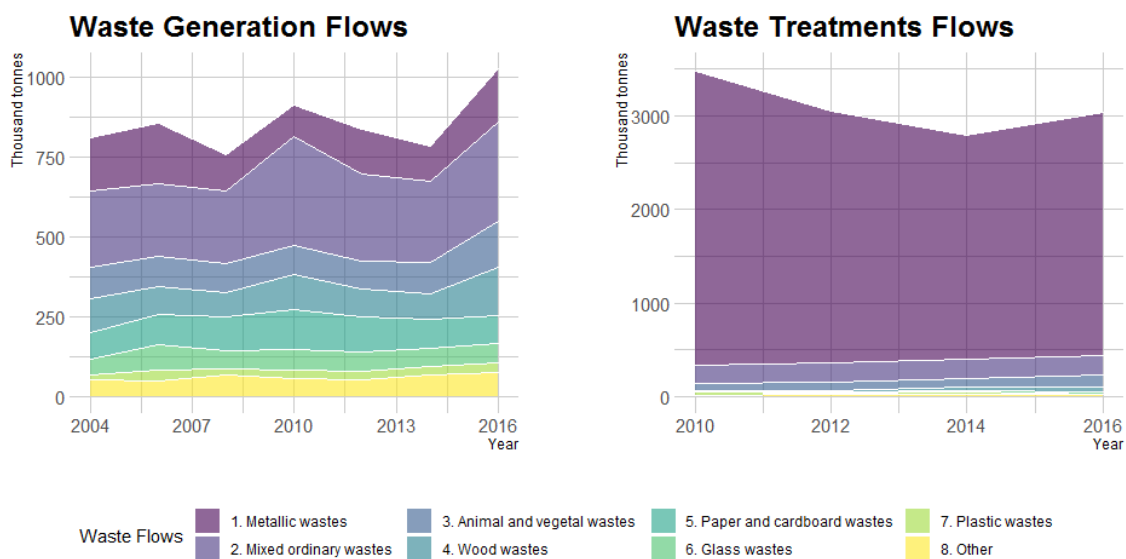 Waste Generation Flows
Thousand tonnes
1000
750
500
250
0
2004 2007 2010 2013 2016
Year
Waste Treatments Flows
Thousand tonnes
3000
2000
1000
0
2010 2012 2014 2016
Year
Waste Flows
1. Metallic wastes
2. Mixed ordinary wastes
3. Animal and vegetal wastes
4. Wood wastes
5. Paper and cardboard wastes
6. Glass wastes
7. Plastic wastes
8. Other